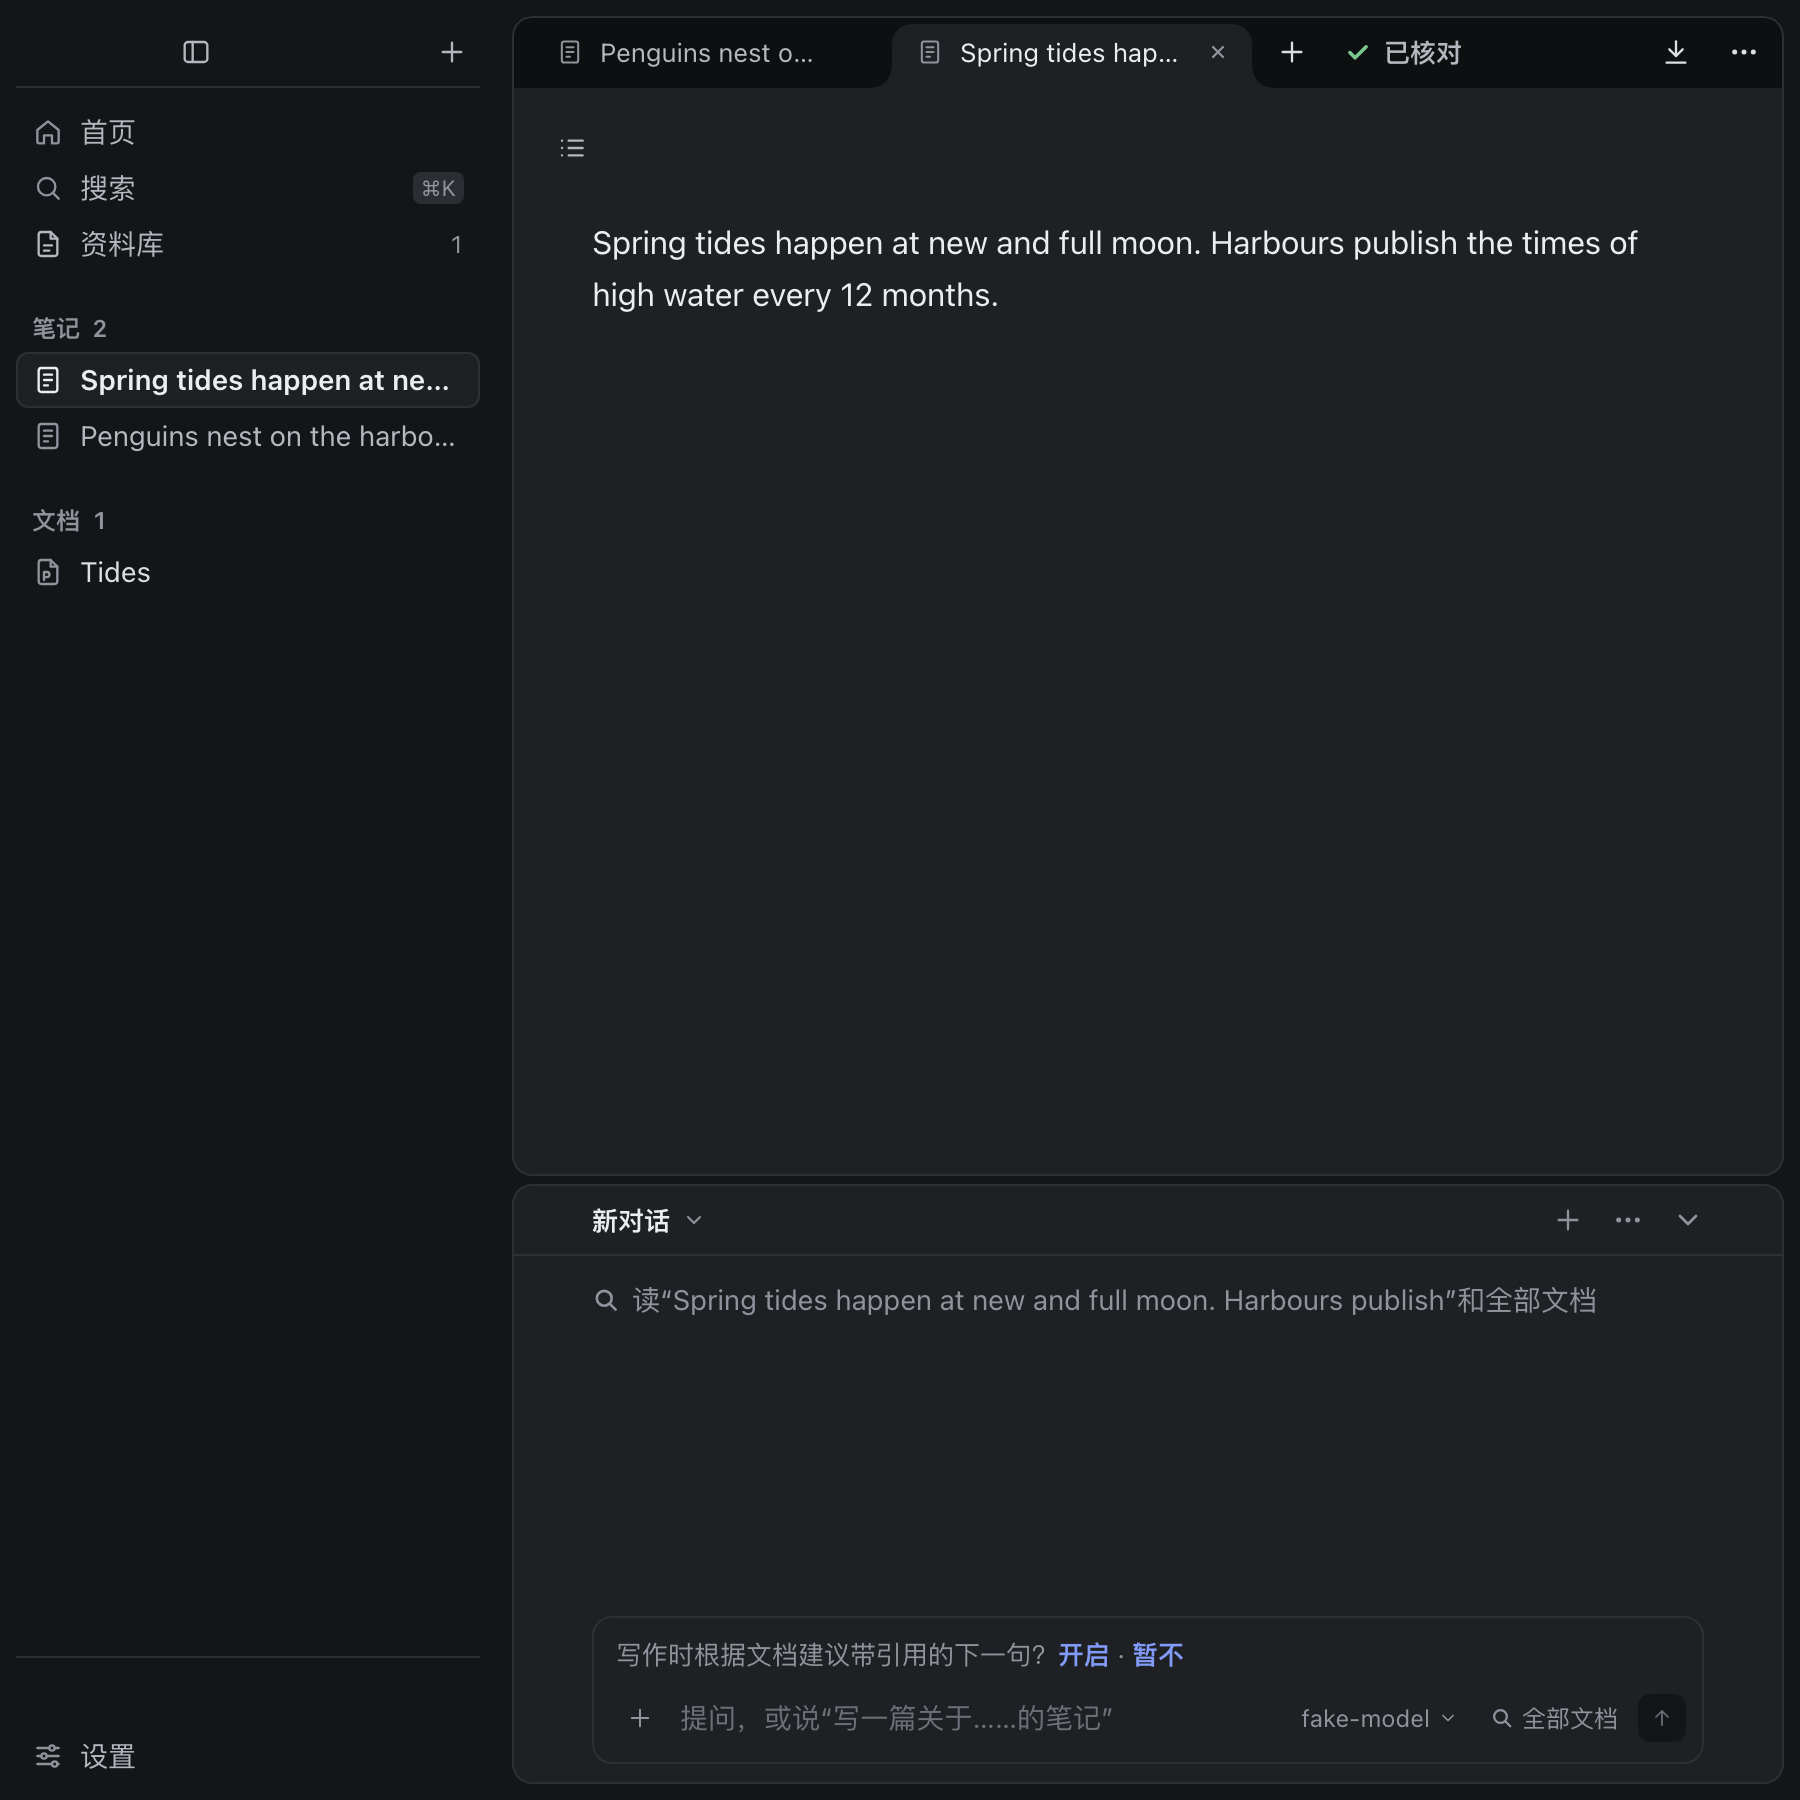 首页
搜索 ⌘K
资料库 1
笔记 2
Spring tides happen at ne...
Penguins nest on the harbo...
文档 1
Tides
设置
Penguins nest o...
Spring tides hap...
已核对
Spring tides happen at new and full moon. Harbours publish the times of
high water every 12 months.
新对话
读“Spring tides happen at new and full moon. Harbours publish”和全部文档
写作时根据文档建议带引用的下一句? 开启 · 暂不
提问，或说“写一篇关于……的笔记”
fake-model
全部文档